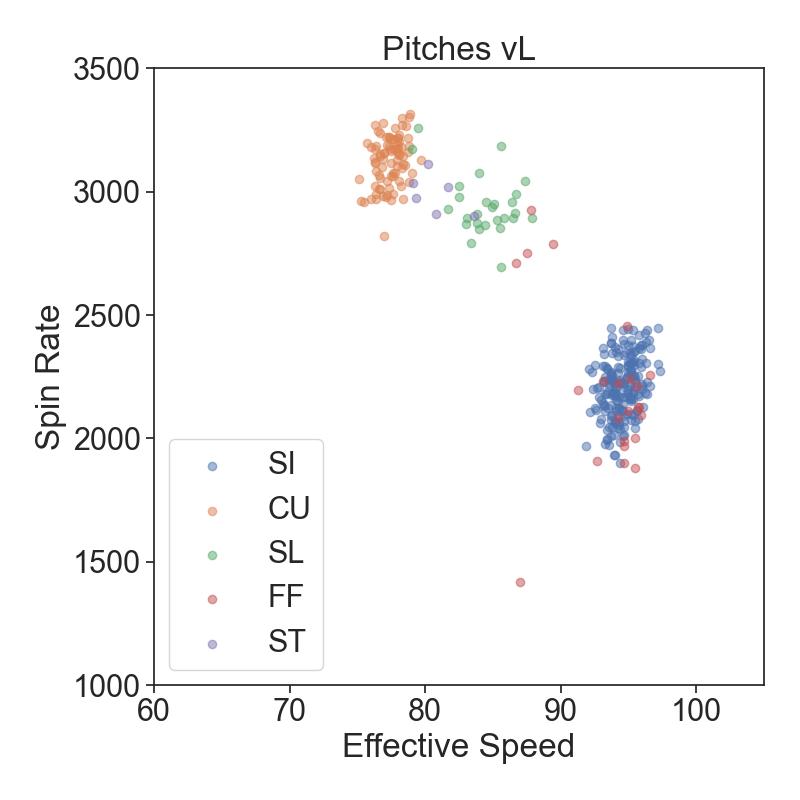 Pitches vL
3500
3000
2500
2000
1500
1000
Spin Rate
SI
CU
SL
FF
ST
60 70 80 90 100
Effective Speed